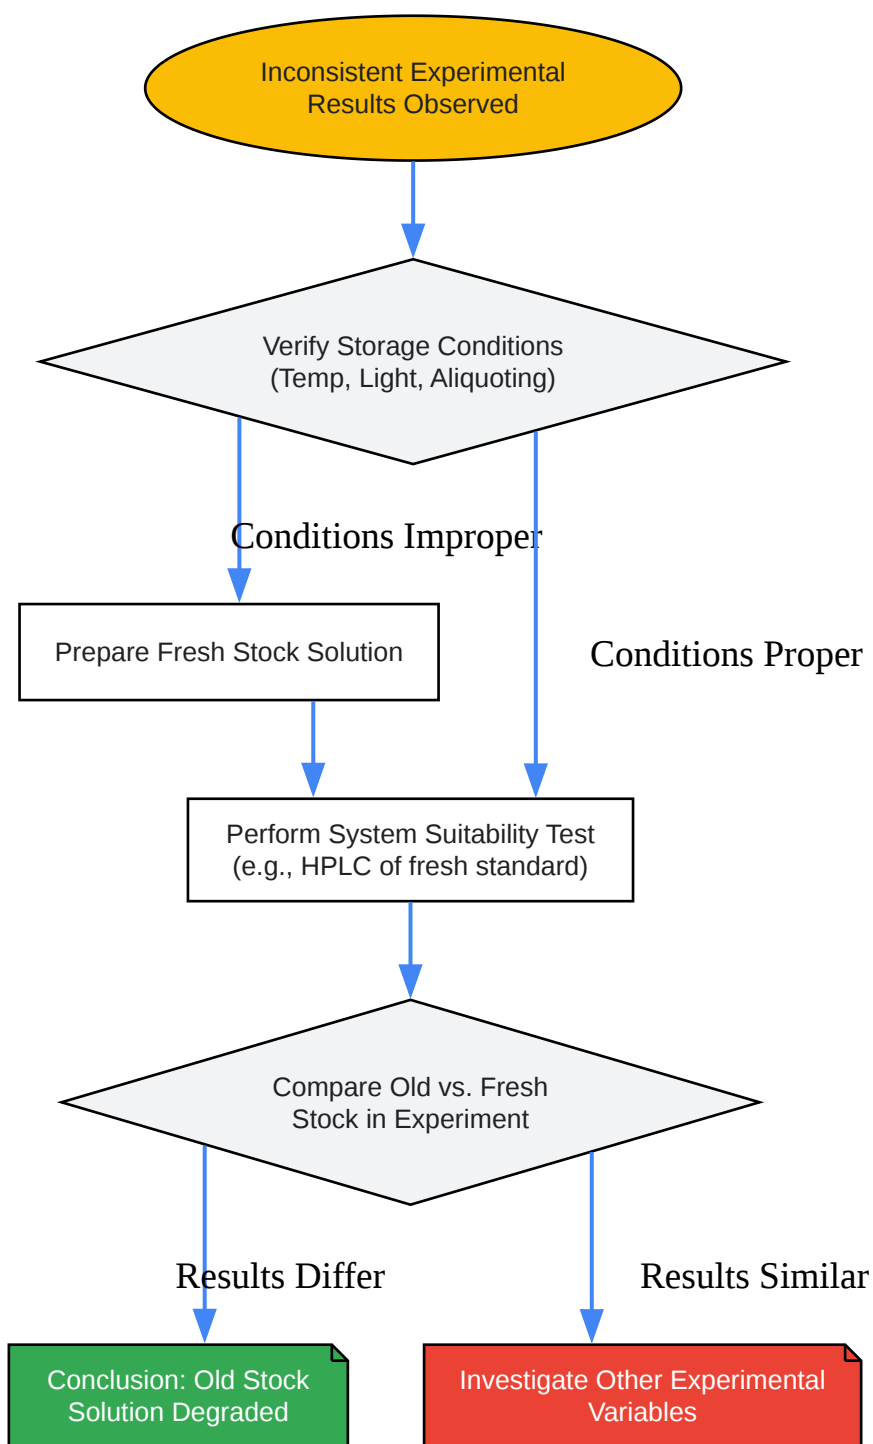 Inconsistent Experimental
Results Observed
Verify Storage Conditions
(Temp, Light, Aliquoting)
Conditions Improper
Prepare Fresh Stock Solution
Conditions Proper
Perform System Suitability Test
(e.g., HPLC of fresh standard)
Compare Old vs. Fresh
Stock in Experiment
Results Differ
Results Similar
Conclusion: Old Stock
Solution Degraded
Investigate Other Experimental
Variables